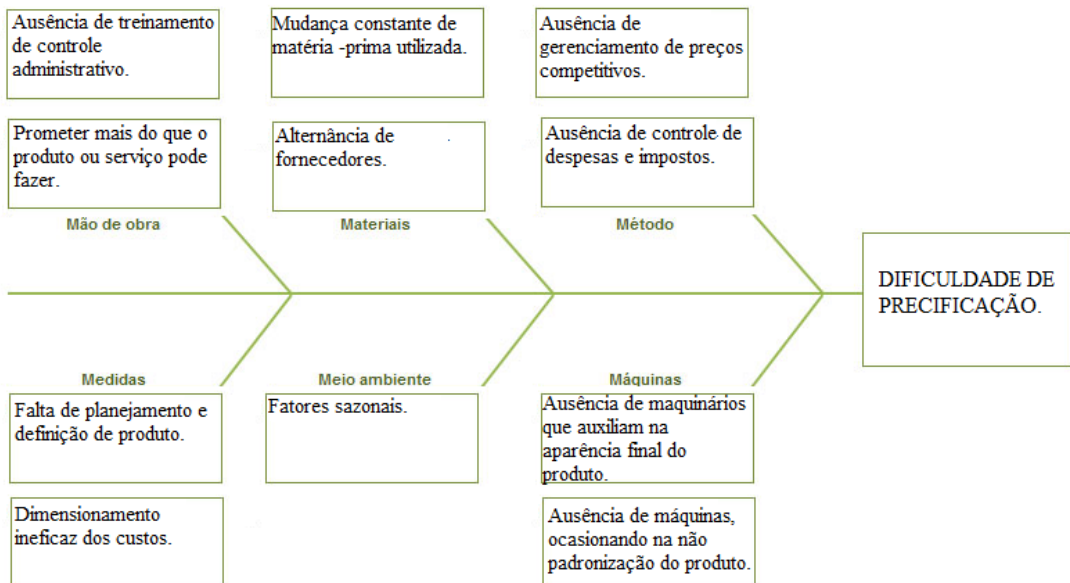 Ausência de treinamento
de controle
administrativo.
Mudança constante de
matéria -prima utilizada.
Ausência de
gerenciamento de preços
competitivos.
Prometer mais do que o
produto ou serviço pode
fazer.
Alternância de
fornecedores.
Ausência de controle de
despesas e impostos.
Mão de obra
Materiais
Método
DIFICULDADE DE
PRECIFICAÇÃO.
Medidas
Meio ambiente
Máquinas
Falta de planejamento e
definição de produto.
Fatores sazonais.
Ausência de maquinários
que auxiliam na
aparência final do
produto.
Dimensionamento
ineficaz dos custos.
Ausência de máquinas,
ocasionando na não
padronização do produto.